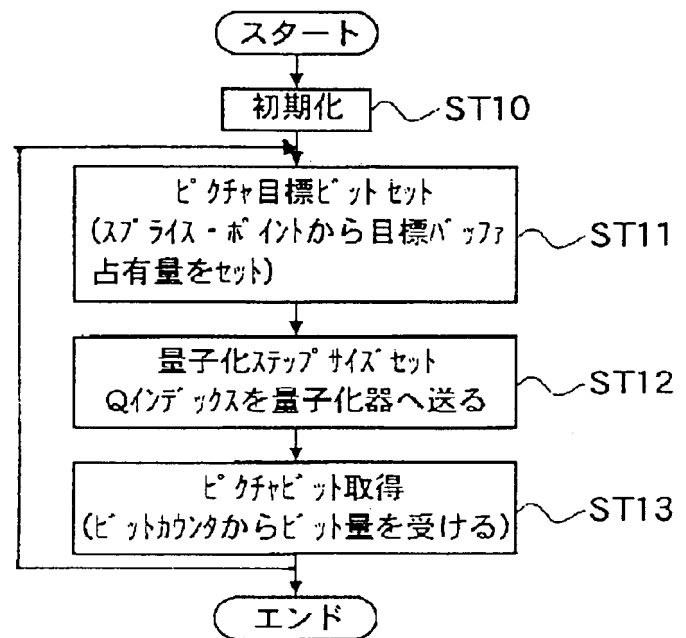 スタート
初期化
ST10
ピクチャ目標ビットセット
(スプライス・ポイントから目標バッファ
占有量をセット)
ST11
量子化ステップサイズセット
Qインデックスを量子化器へ送る
ST12
ピクチャビット取得
(ビットカウンタからビット量を受ける)
ST13
エンド